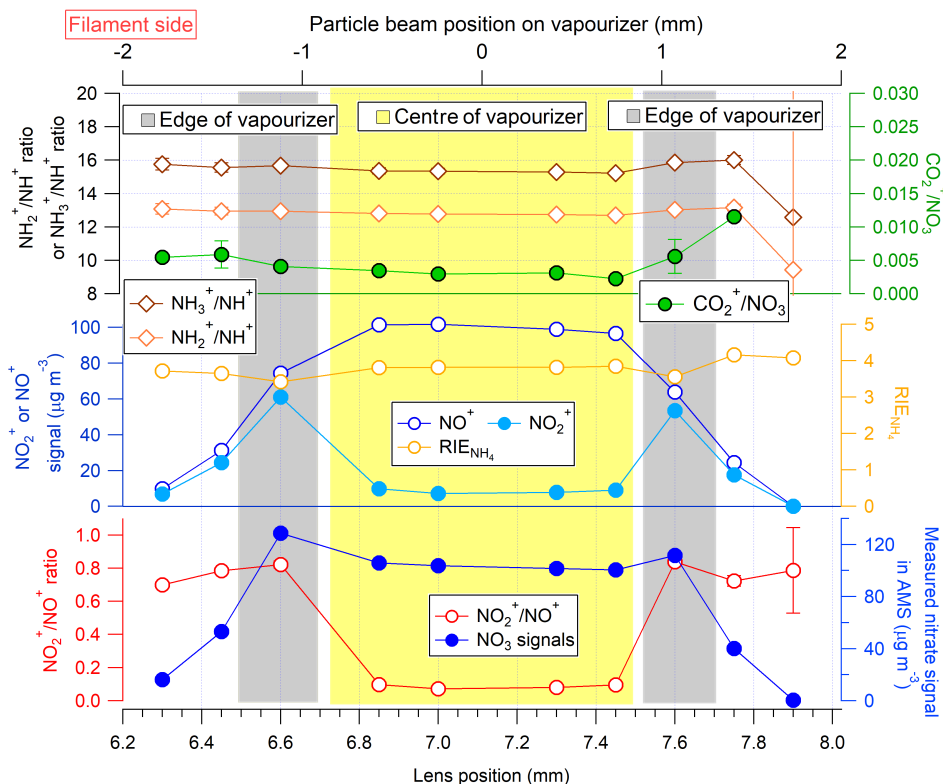 Filament side
Particle beam position on vapourizer (mm)
-2 -1 0 1 2
Edge of vapourizer
Centre of vapourizer
Edge of vapourizer
NH₂⁺/NH⁺ ratio
or NH₃⁺/NH⁺ ratio
20
18
16
14
12
10
8
0.030
0.025
0.020
0.015
0.010
0.005
0.000
CO₂⁺/NO₃
NH₃⁺/NH⁺
NH₂⁺/NH⁺
CO₂⁺/NO₃
NO₂⁺ or NO⁺
signal (µg m⁻³)
100
80
60
40
20
0
5
4
3
2
1
0
RIE_NH₄
NO⁺ NO₂⁺
RIE_NH₄
NO₂⁺/NO⁺ ratio
1.0
0.8
0.6
0.4
0.2
0.0
120
80
40
0
Measured nitrate signal
in AMS (µg m⁻³)
NO₂⁺/NO⁺
NO₃ signals
6.2 6.4 6.6 6.8 7.0 7.2 7.4 7.6 7.8 8.0
Lens position (mm)